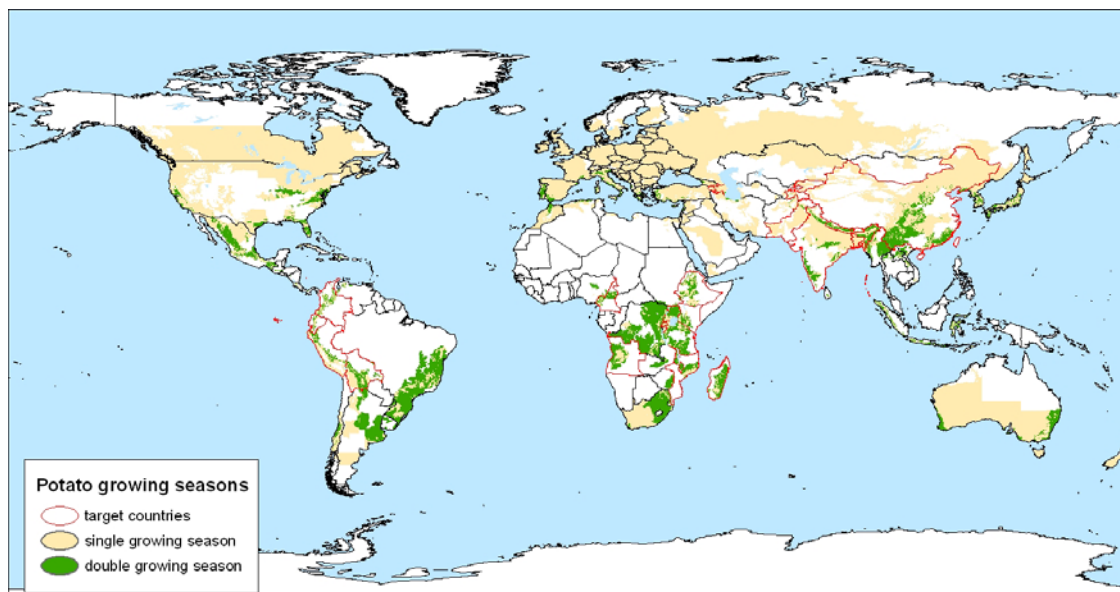 Potato growing seasons
target countries
single growing season
double growing season